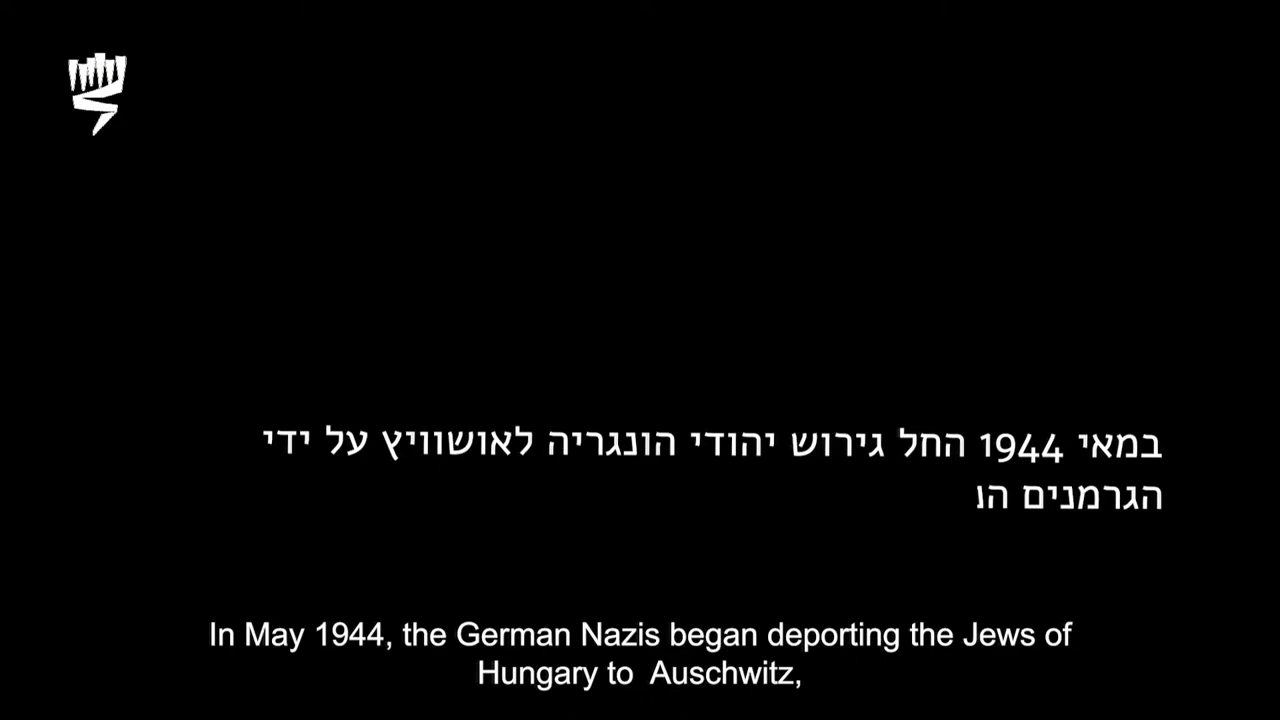 במאי 1944 החל גירוש יהודי הונגריה לאושוויץ על ידי
הגרמנים הנ
In May 1944, the German Nazis began deporting the Jews of
Hungary to Auschwitz,